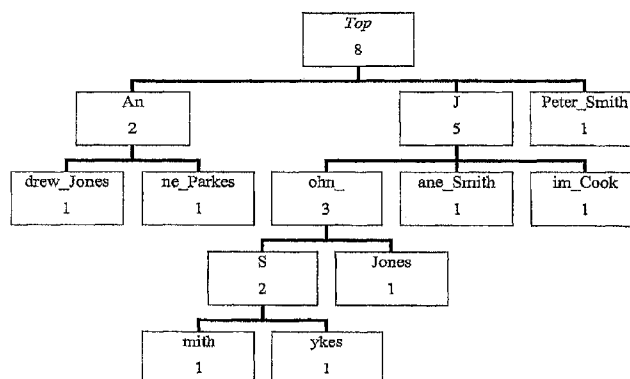 Top
8
An
2
J
5
Peter_Smith
1
drew_Jones
1
ne_Parkes
1
ohn_
3
ane_Smith
1
im_Cook
1
S
2
Jones
1
mith
1
ykes
1